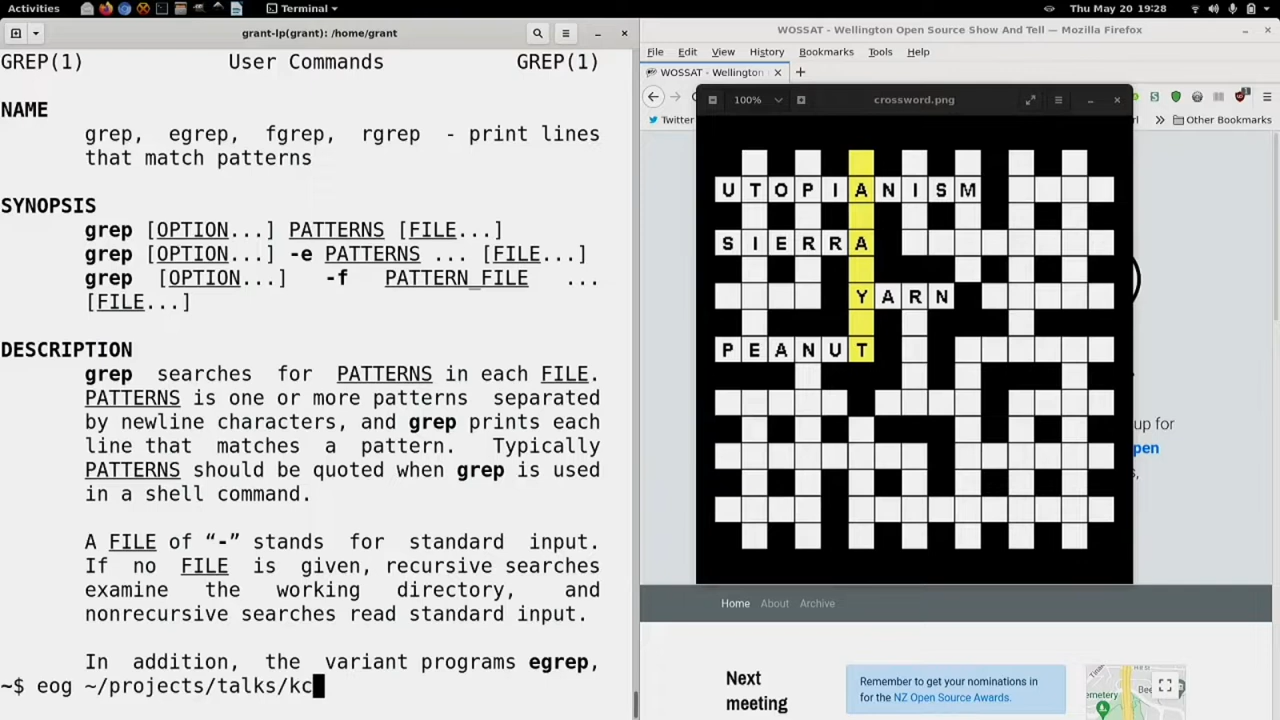 Activities
Terminal
Thu May 20 19:28
grant-lp(grant): /home/grant
GREP(1) User Commands GREP(1)
NAME
grep, egrep, fgrep, rgrep - print lines
that match patterns
SYNOPSIS
grep [OPTION...] PATTERNS [FILE...]
grep [OPTION...] -e PATTERNS ... [FILE...]
grep [OPTION...] -f PATTERN_FILE ...
[FILE...]
DESCRIPTION
grep searches for PATTERNS in each FILE.
PATTERNS is one or more patterns separated
by newline characters, and grep prints each
line that matches a pattern. Typically
PATTERNS should be quoted when grep is used
in a shell command.
A FILE of “-” stands for standard input.
If no FILE is given, recursive searches
examine the working directory, and
nonrecursive searches read standard input.
In addition, the variant programs egrep,
~$ eog ~/projects/talks/kc
WOSSAT - Wellington Open Source Show And Tell — Mozilla Firefox
File Edit View History Bookmarks Tools Help
WOSSAT - Wellington
Twitter
Other Bookmarks
100%
crossword.png
UTOPIANISM
SIERRA
YARN
PEANUT
up for
pen
Home About Archive
Next
meeting
Remember to get your nominations in
for the NZ Open Source Awards.